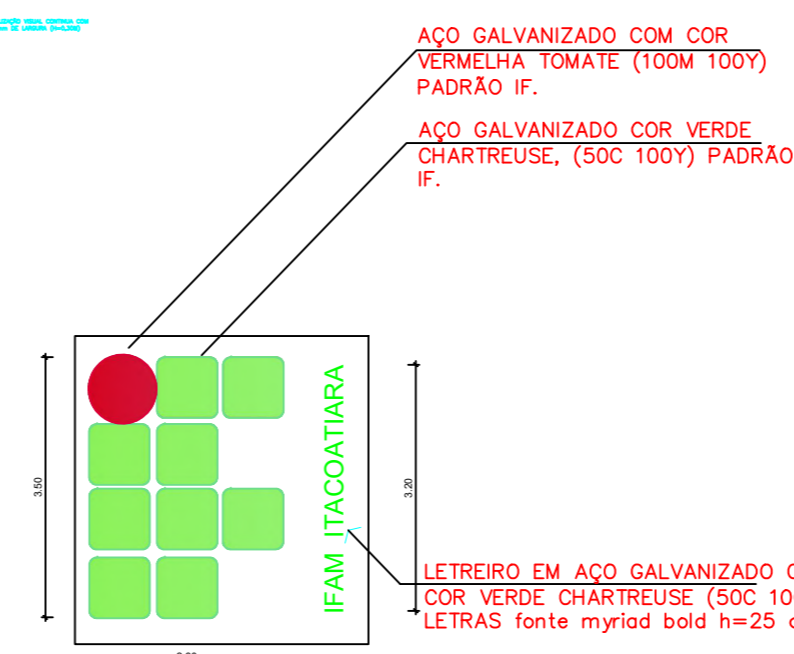 AÇO GALVANIZADO COM COR
VERMELHA TOMATE (100M 100Y)
PADRÃO IF.
AÇO GALVANIZADO COR VERDE
CHARTREUSE, (50C 100Y) PADRÃO
IF.
3.50
IFAM ITACOATIARA
3.20
LETREIRO EM AÇO GALVANIZADO
COR VERDE CHARTREUSE (50C
LETRAS fonte myriad bold h=25